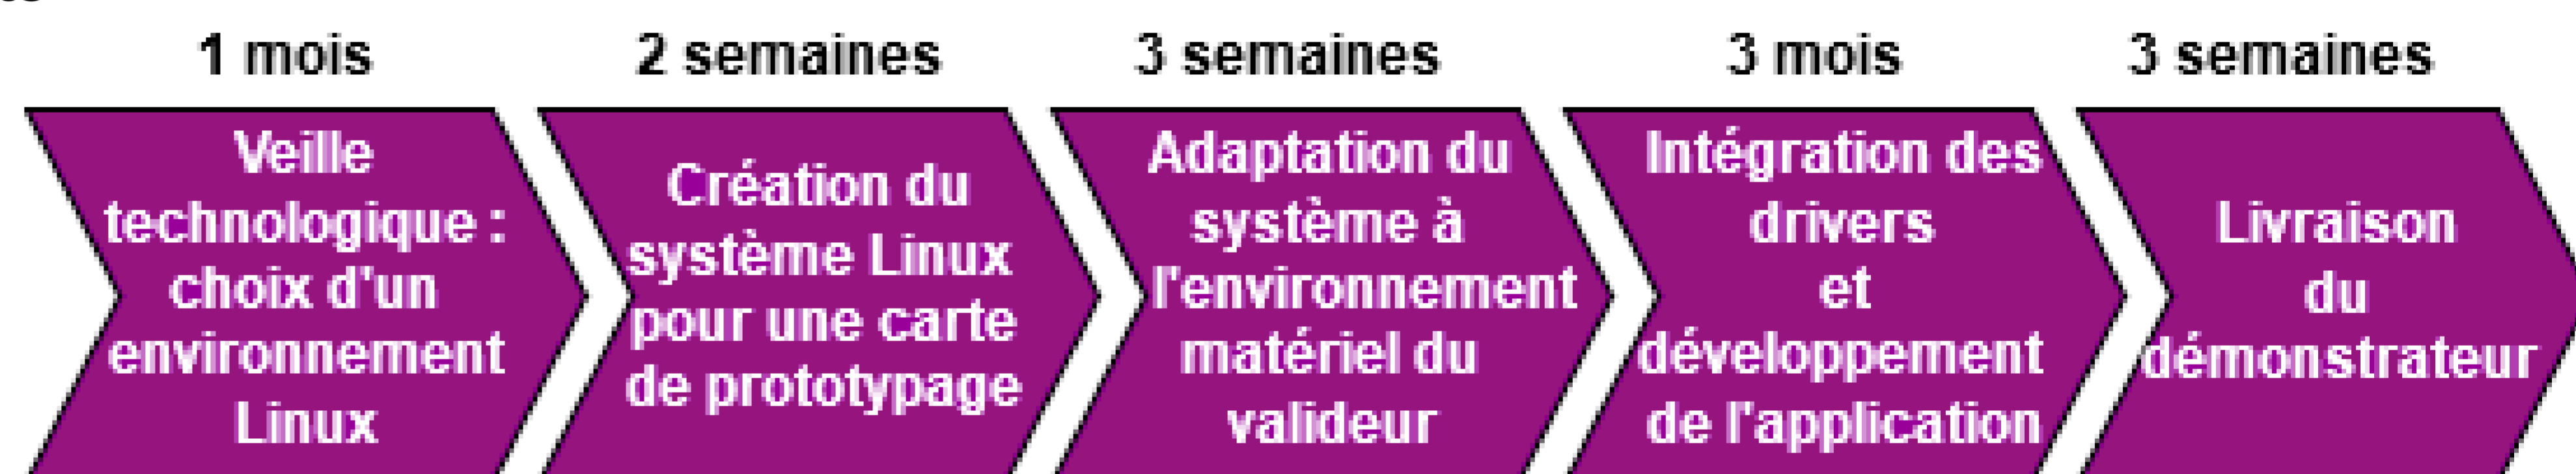 1 mois
2 semaines
3 semaines
3 mois
3 semaines
Veille
technologique :
choix d'un
environnement
Linux
Création du
système Linux
pour une carte
de prototypage
Adaptation du
système à
l'environnement
matériel du
valideur
Intégration des
drivers
et
développement
de l'application
Livraison
du
démonstrateur